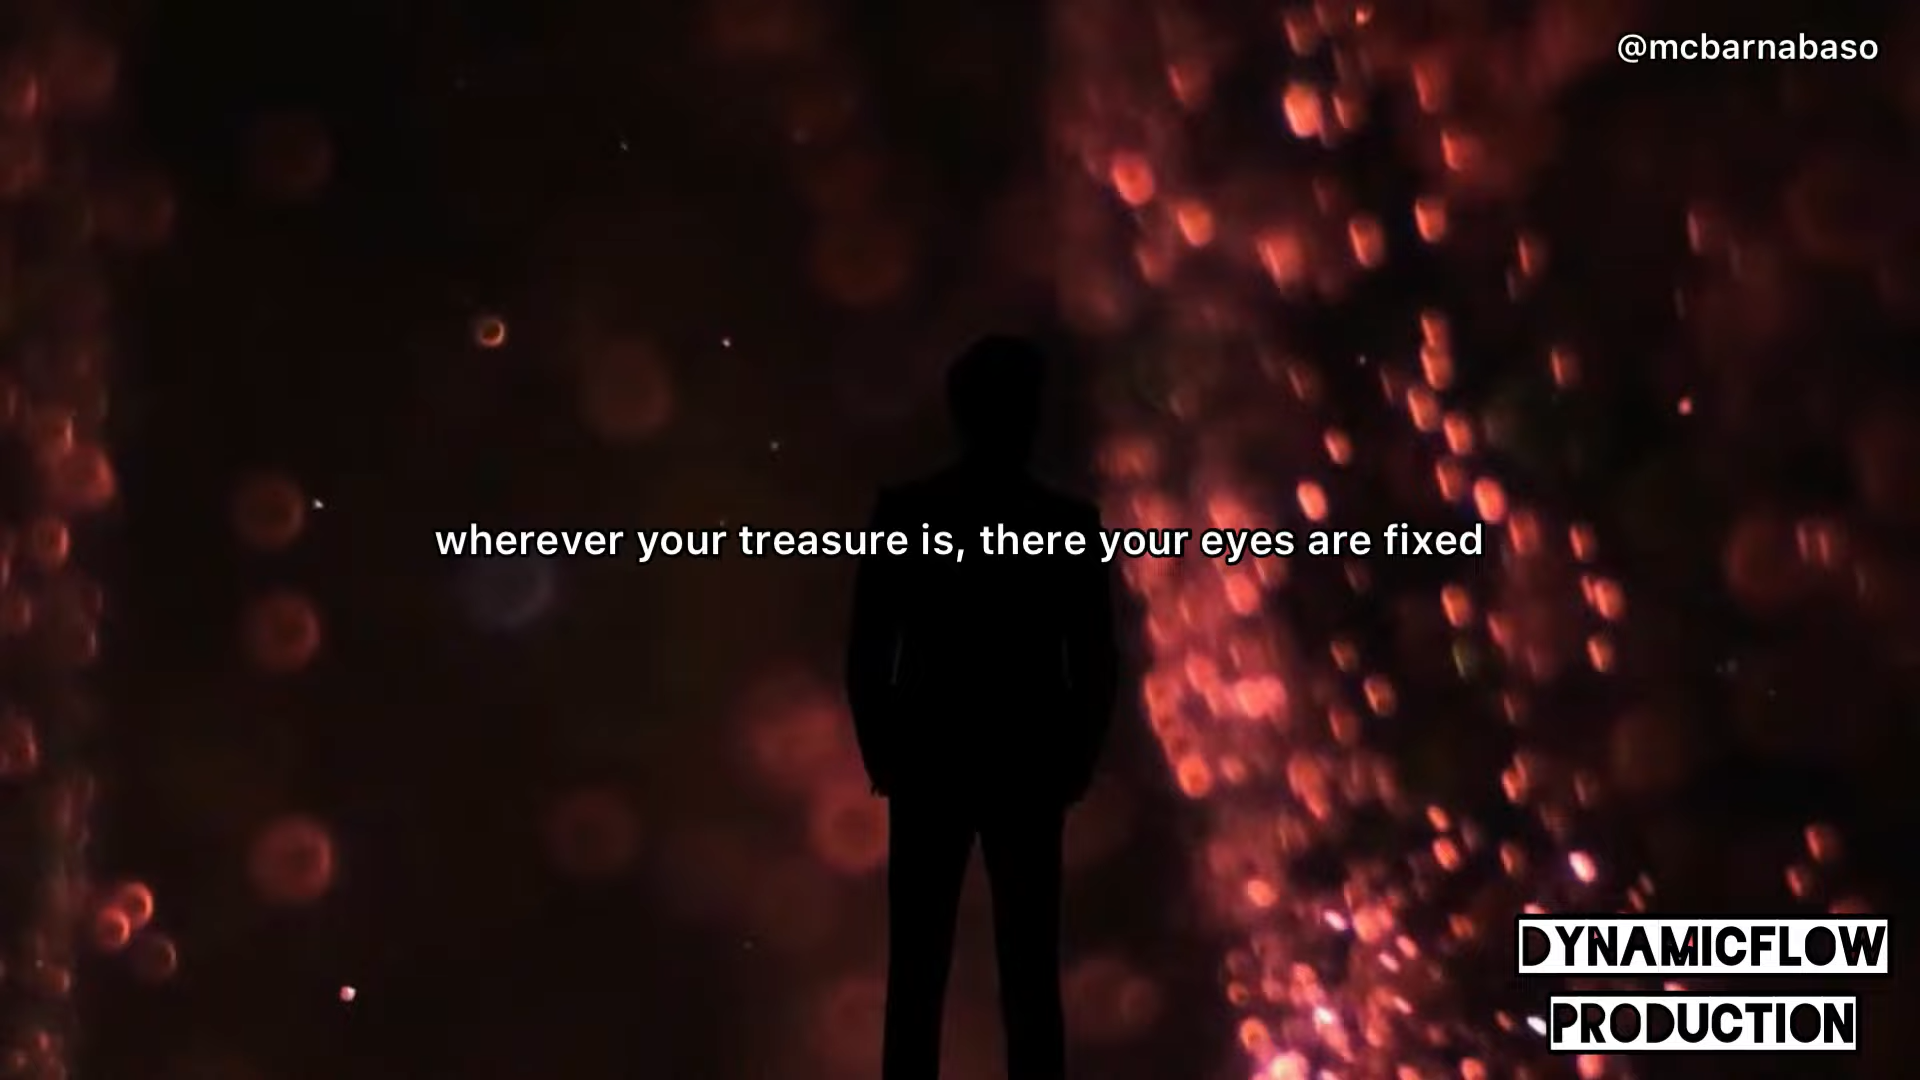 @mcbarnabaso
wherever your treasure is, there your eyes are fixed
DYNAMICFLOW
PRODUCTION